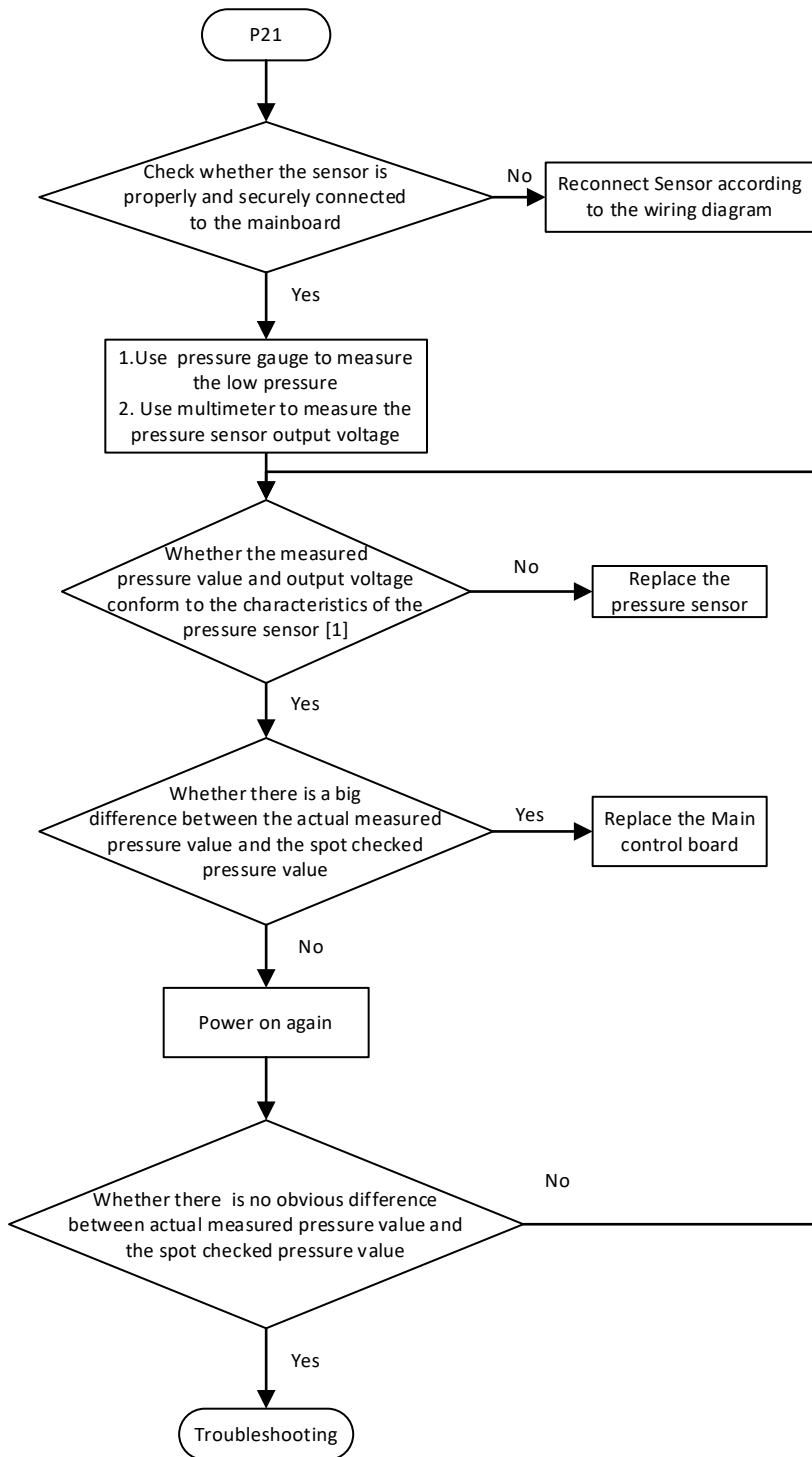 P21
Check whether the sensor is
properly and securely connected
to the mainboard
No
Reconnect Sensor according
to the wiring diagram
Yes
1.Use pressure gauge to measure
the low pressure
2. Use multimeter to measure the
pressure sensor output voltage
Whether the measured
pressure value and output voltage
conform to the characteristics of the
pressure sensor [1]
No
Replace the
pressure sensor
Yes
Whether there is a big
difference between the actual measured
pressure value and the spot checked
pressure value
Yes
Replace the Main
control board
No
Power on again
Whether there is no obvious difference
between actual measured pressure value and
the spot checked pressure value
No
Yes
Troubleshooting